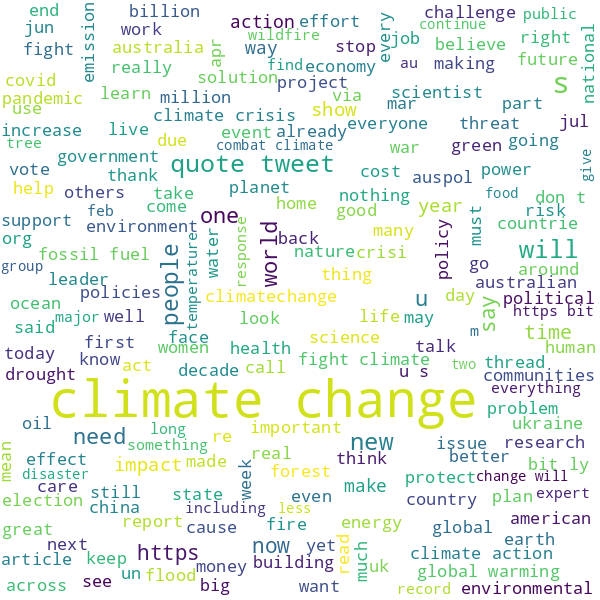 end
billion
challenge
public
jun
work
action
effort
continue
fight
emission
australia
way
wildfire
stop
every
job
believe
right
really
apr
find
economy
au
making
future
national
covid
solution
project
scientist
pandemic
learn
million
via
mar
part
s
use
climate crisis
show
everyone
threat
jul
increase
live
event
already
green
going
tree
due
combat climate
war
government
quote tweet
cost
auspol
power
give
vote
thank
planet
nothing
food
don t
help
others
take
home
good
year
risk
support
feb
come
one
many
must
countrie
org
environment
back
policy
will
fossil fuel
people
temperature
water
response
world
nature
crisi
go
around
group
leader
thing
australian
ocean
policies
climatechange
u
day
political
said
major
well
look
life
may
say
m
https bit
today
first
face
science
time
know
women
health
talk
human
drought
act
decade
call
fight climate
two
thread
u s
communities
everything
climate change
problem
oil
need
long
re
important
new
ukraine
something
real
issue
research
mean
effect
impact
made
week
think
better
bit ly
disaster
forest
protect
change will
care
still
state
even
make
country
plan
expert
election
china
including
less
american
great
report
cause
fire
energy
global
next
https
now
yet
read
much
earth
article
keep
money
building
uk
climate action
un
flood
global warming
across
see
big
want
record
environmental